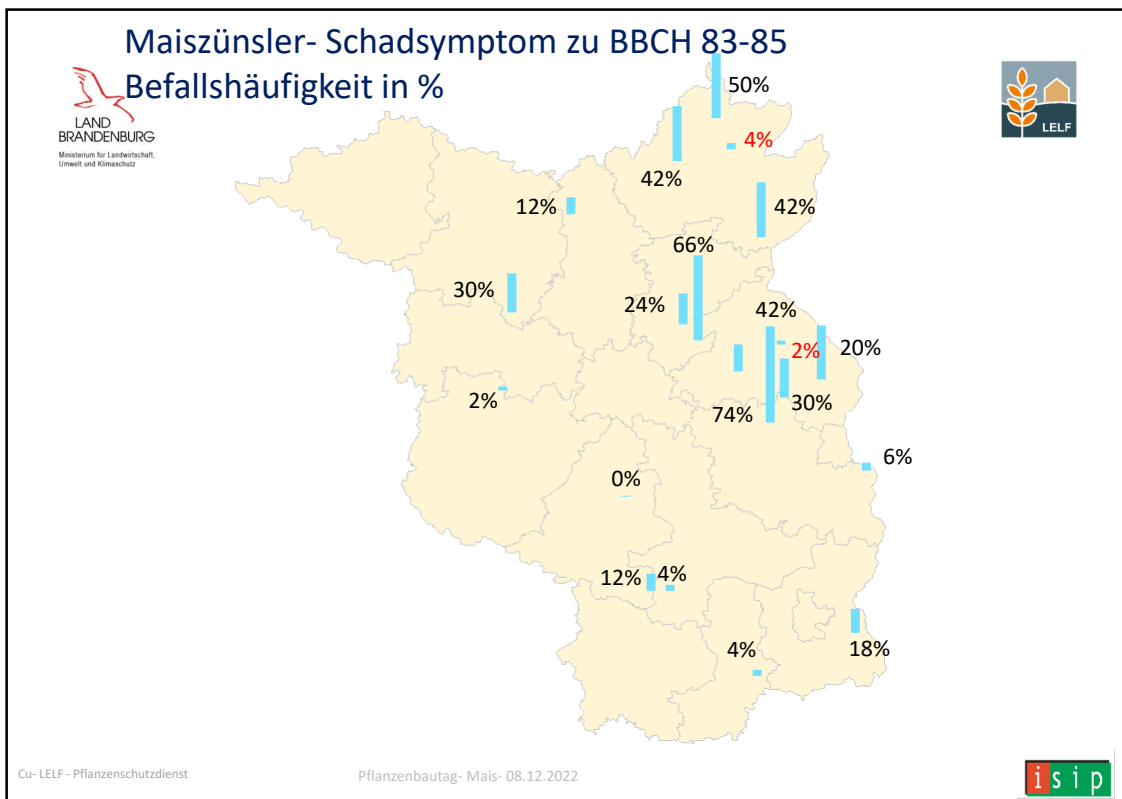 Maiszünsler- Schadsymptom zu BBCH 83-85
Befallshäufigkeit in %
LAND
BRANDENBURG
Ministerium für Landwirtschaft,
Umwelt und Klimaschutz
LELF
50%
4%
42%
12%
42%
66%
30%
24%
42%
2%
20%
2%
74%
30%
6%
0%
12%
4%
4%
18%
Cu- LELF - Pflanzenschutzdienst
Pflanzenbautag- Mais- 08.12.2022
isip